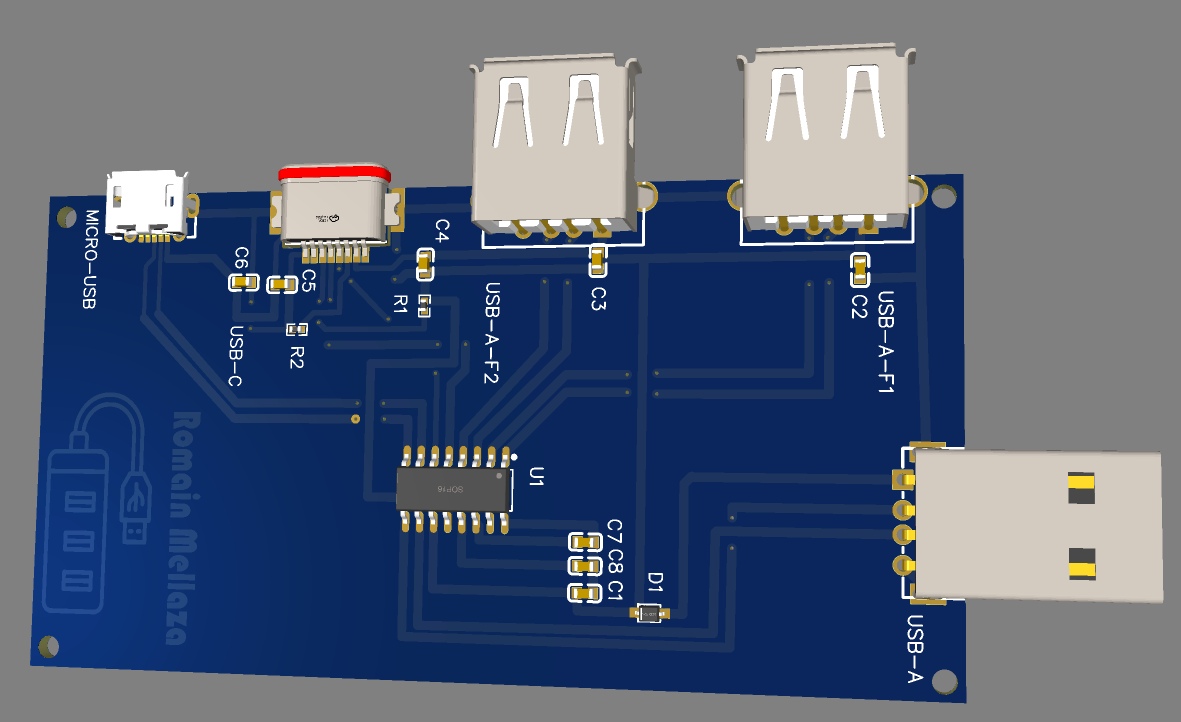 MICRO-USB
C6
C5
USB-C
R2
C4
R1
USB-A-F2
C3
C2
USB-A-F1
Romain Mellaza
SOP16
U1
C7
C8
C1
D1
USB-A